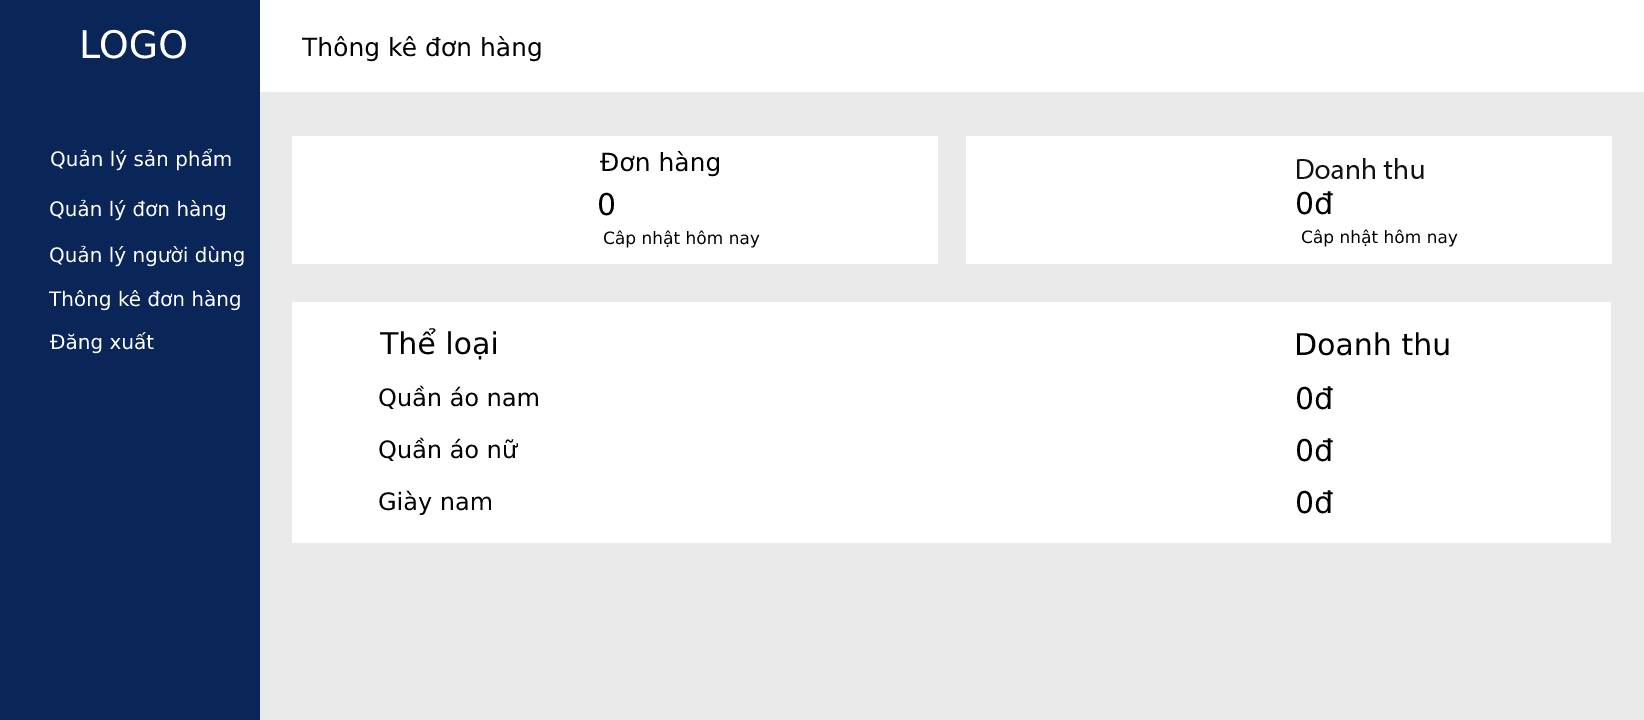 LOGO
Thông kê đơn hàng
Quản lý sản phẩm
Quản lý đơn hàng
Quản lý người dùng
Thông kê đơn hàng
Đăng xuất
Đơn hàng
0
Câp nhật hôm nay
Doanh thu
0đ
Câp nhật hôm nay
Thể loại Doanh thu
Quần áo nam 0đ
Quần áo nữ 0đ
Giày nam 0đ